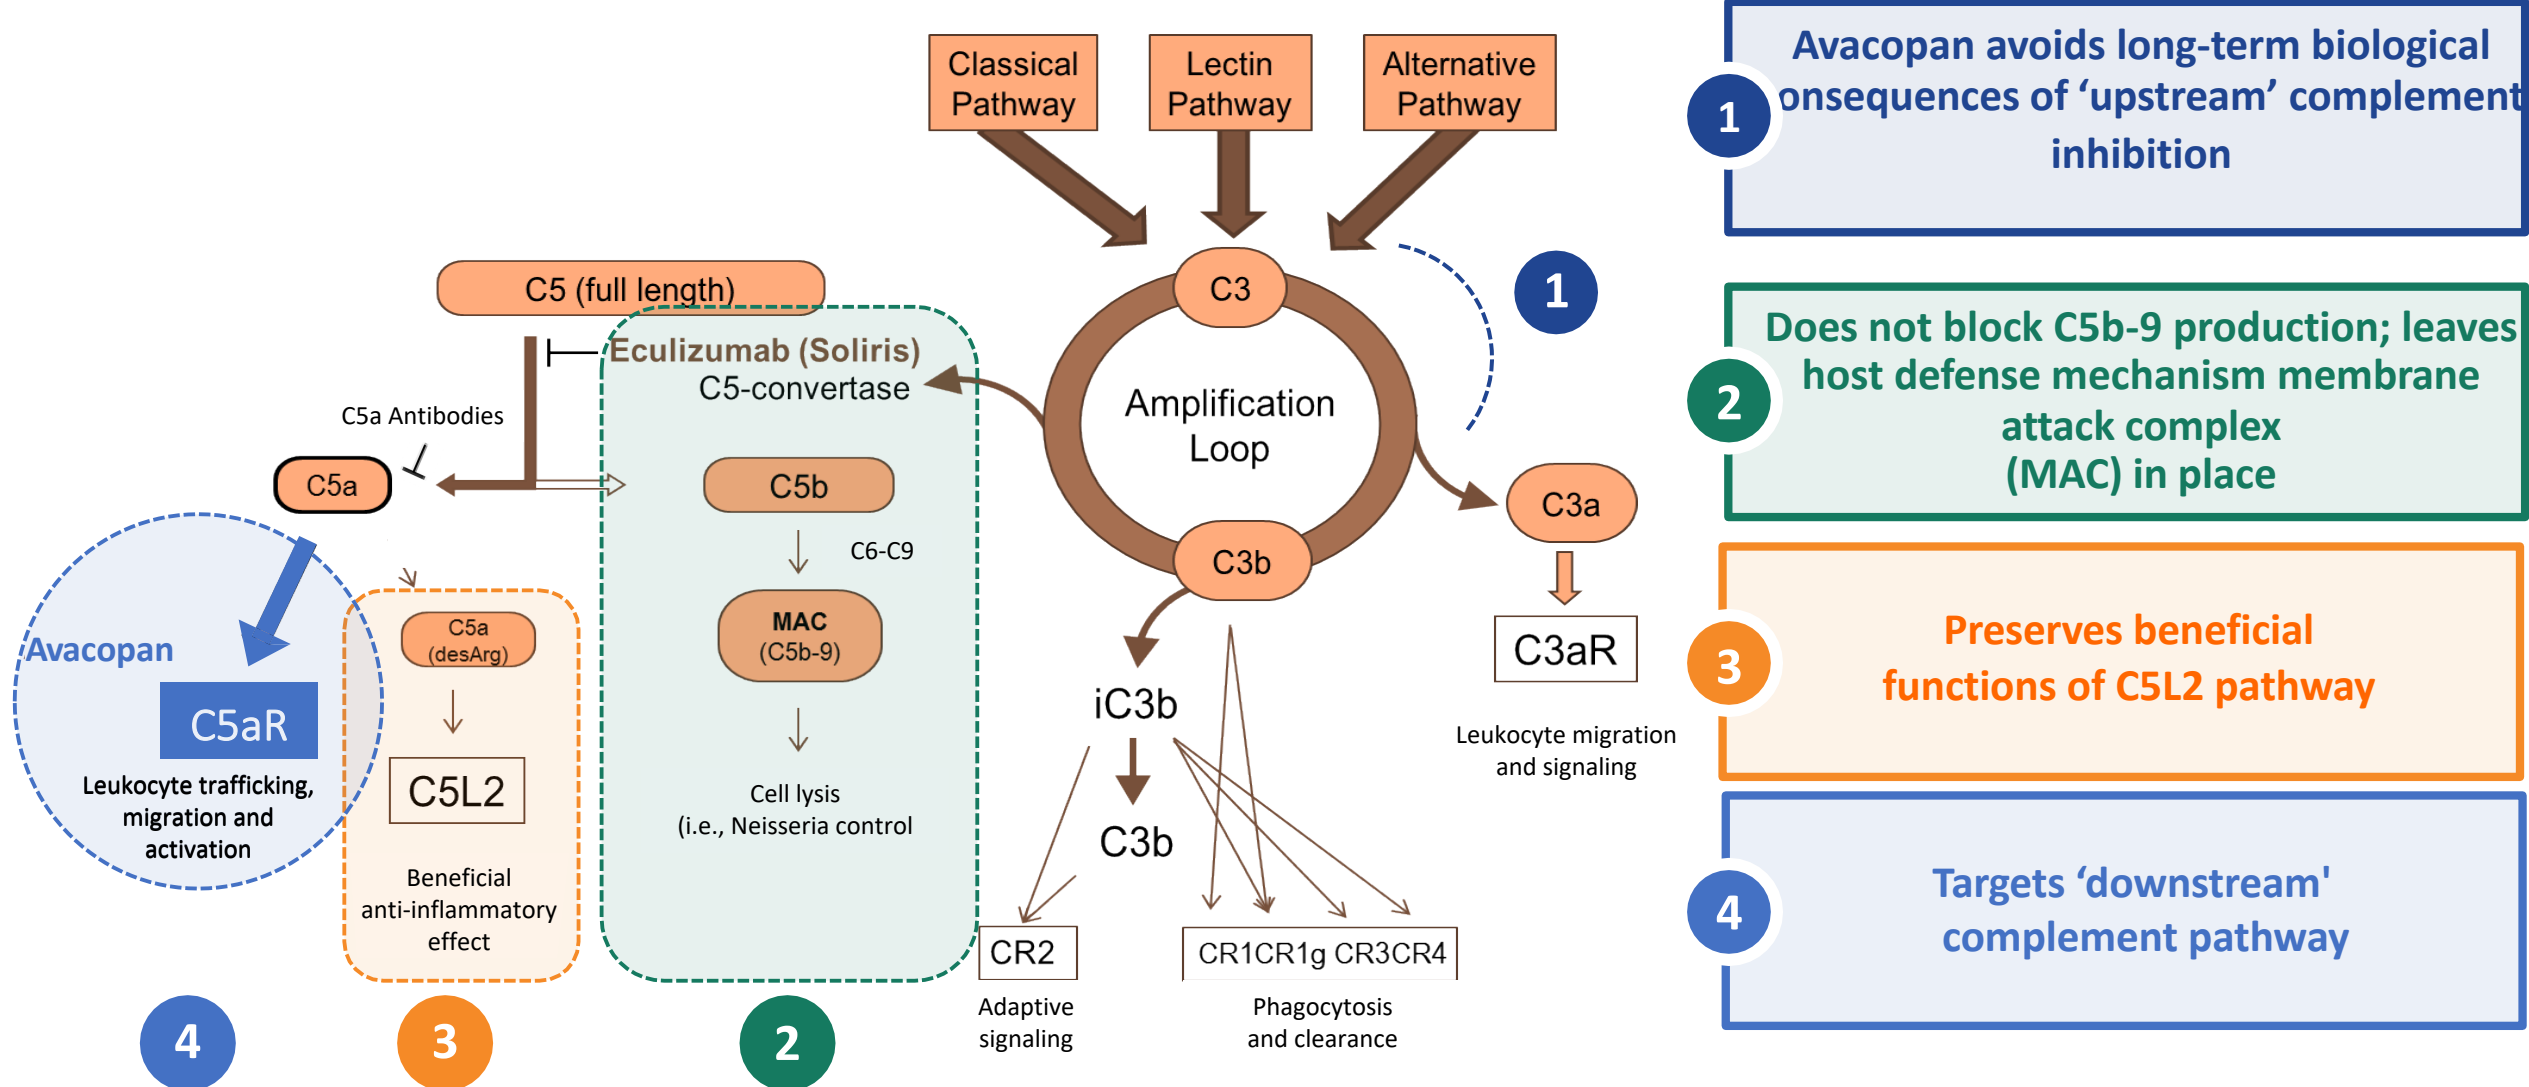 Classical
Pathway
Lectin
Pathway
Alternative
Pathway
C3
Amplification
Loop
C3b
1
C5 (full length)
Eculizumab (Soliris)
C5-convertase
C5a Antibodies
C5a
C5b
C6-C9
MAC
(C5b-9)
Cell lysis
(i.e., Neisseria control
C3a
C3aR
Leukocyte migration
and signaling
Avacopan
C5aR
Leukocyte trafficking,
migration and
activation
C5a
(desArg)
C5L2
Beneficial
anti-inflammatory
effect
iC3b
C3b
CR2
Adaptive
signaling
CR1CR1g CR3CR4
Phagocytosis
and clearance
4
3
2
1
Avacopan avoids long-term biological
onsequences of ‘upstream’ complement
inhibition
2
Does not block C5b-9 production; leaves
host defense mechanism membrane
attack complex
(MAC) in place
3
Preserves beneficial
functions of C5L2 pathway
4
Targets ‘downstream'
complement pathway